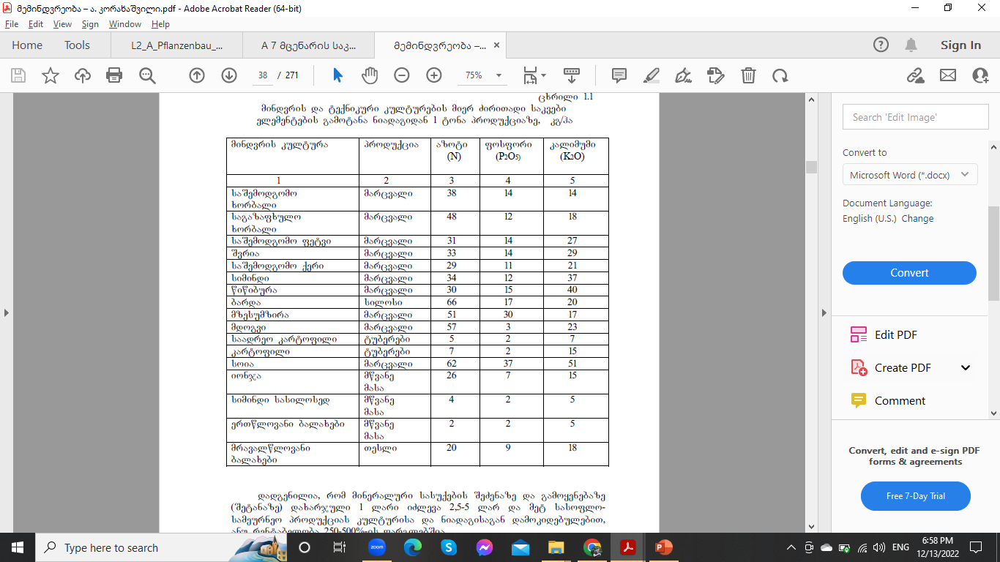 მემინდვრეობა – ა. კორახაშვილი.pdf - Adobe Acrobat Reader (64-bit)
File Edit View Sign Window Help
Home Tools L2_A_Pflanzenbau_... A 7 მცენარის საკ... მემინდვრეობა –... ×
38 / 271 75%
ცხრილი 1.1
მინდვრის და ტექნიკური კულტურების მიერ ძირითადი საკვები
ელემენტების გამოტანა ნიადაგიდან 1 ტონა პროდუქციაზე, კგ/ჰა
მინდვრის კულტურა პროდუქცია აზოტი (N) ფოსფორი (P2O5) კალიმუმი (K2O)
1 2 3 4 5
საშემოდგომო ხორბალი მარცვალი 38 14 14
საგაზაფხულო ხორბალი მარცვალი 48 12 18
საშემოდგომო ფეტვი მარცვალი 31 14 27
შვრია მარცვალი 33 14 29
საშემოდგომო ქერი მარცვალი 29 11 21
სიმინდი მარცვალი 34 12 37
წიწიბურა მარცვალი 30 15 40
ბარდა სილოსი 66 17 20
მზესუმზირა მარცვალი 51 30 17
მდოგვი მარცვალი 57 3 23
საადრეო კარტოფილი ტუბერები 5 2 7
კარტოფილი ტუბერები 7 2 15
სოია მარცვალი 62 37 51
იონჯა მწვანე მასა 26 7 15
სიმინდი სასილოსედ მწვანე მასა 4 2 5
ერთწლოვანი ბალახები მწვანე მასა 2 2 5
მრავალწლოვანი ბალახები თესლი 20 9 18
დადგენილია, რომ მინერალური სასუქების შეძენაზე და გამოყენებაზე
(შეტანაზე) დახარჯული 1 ლარი იძლევა 2,5-5 ლარ და მეტ სასოფლო-
სამეურნეო პროდუქციას კულტურისა და ნიადაგისაგან დამოკიდებულებით,
ანუ რენტაბელობა 250-500%-ის ფარგლებშია
Sign In
Search 'Edit Image'
Convert to
Microsoft Word (*.docx)
Document Language:
English (U.S.) Change
Convert
Edit PDF
Create PDF
Comment
Convert, edit and e-sign PDF
forms & agreements
Free 7-Day Trial
Type here to search
zoom
ENG
6:58 PM
12/13/2022